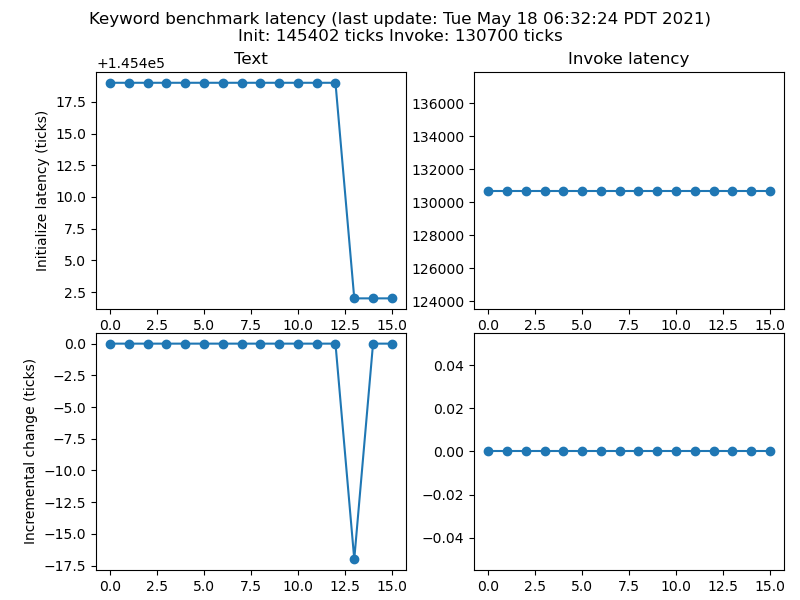 Keyword benchmark latency (last update: Tue May 18 06:32:24 PDT 2021)
Init: 145402 ticks Invoke: 130700 ticks
Text
Invoke latency
+1.454e5
Initialize latency (ticks)
17.5
15.0
12.5
10.0
7.5
5.0
2.5
0.0 2.5 5.0 7.5 10.0 12.5 15.0
136000
134000
132000
130000
128000
126000
124000
0.0 2.5 5.0 7.5 10.0 12.5 15.0
Incremental change (ticks)
0.0
−2.5
−5.0
−7.5
−10.0
−12.5
−15.0
−17.5
0.0 2.5 5.0 7.5 10.0 12.5 15.0
0.04
0.02
0.00
−0.02
−0.04
0.0 2.5 5.0 7.5 10.0 12.5 15.0